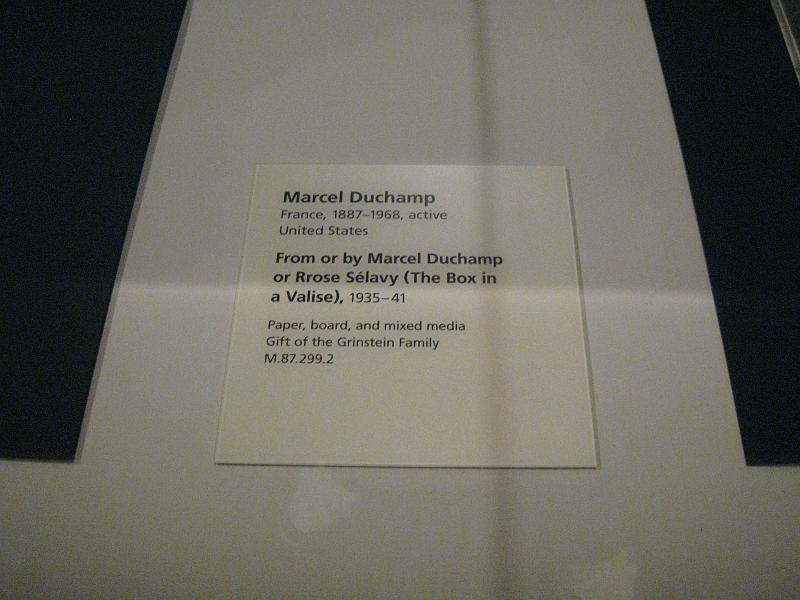 Marcel Duchamp
France, 1887–1968, active
United States
From or by Marcel Duchamp
or Rrose Sélavy (The Box in
a Valise), 1935–41
Paper, board, and mixed media
Gift of the Grinstein Family
M.87.299.2